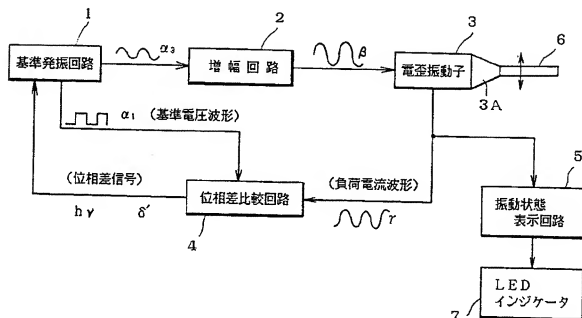 1
基準発振回路
α₃
2
増幅回路
β
3
電歪振動子
3A
6
α₁ (基準電圧波形)
(位相差信号)
hγ δ'
位相差比較回路
4
(負荷電流波形)
γ
5
振動状態
表示回路
LED
インジケータ
7